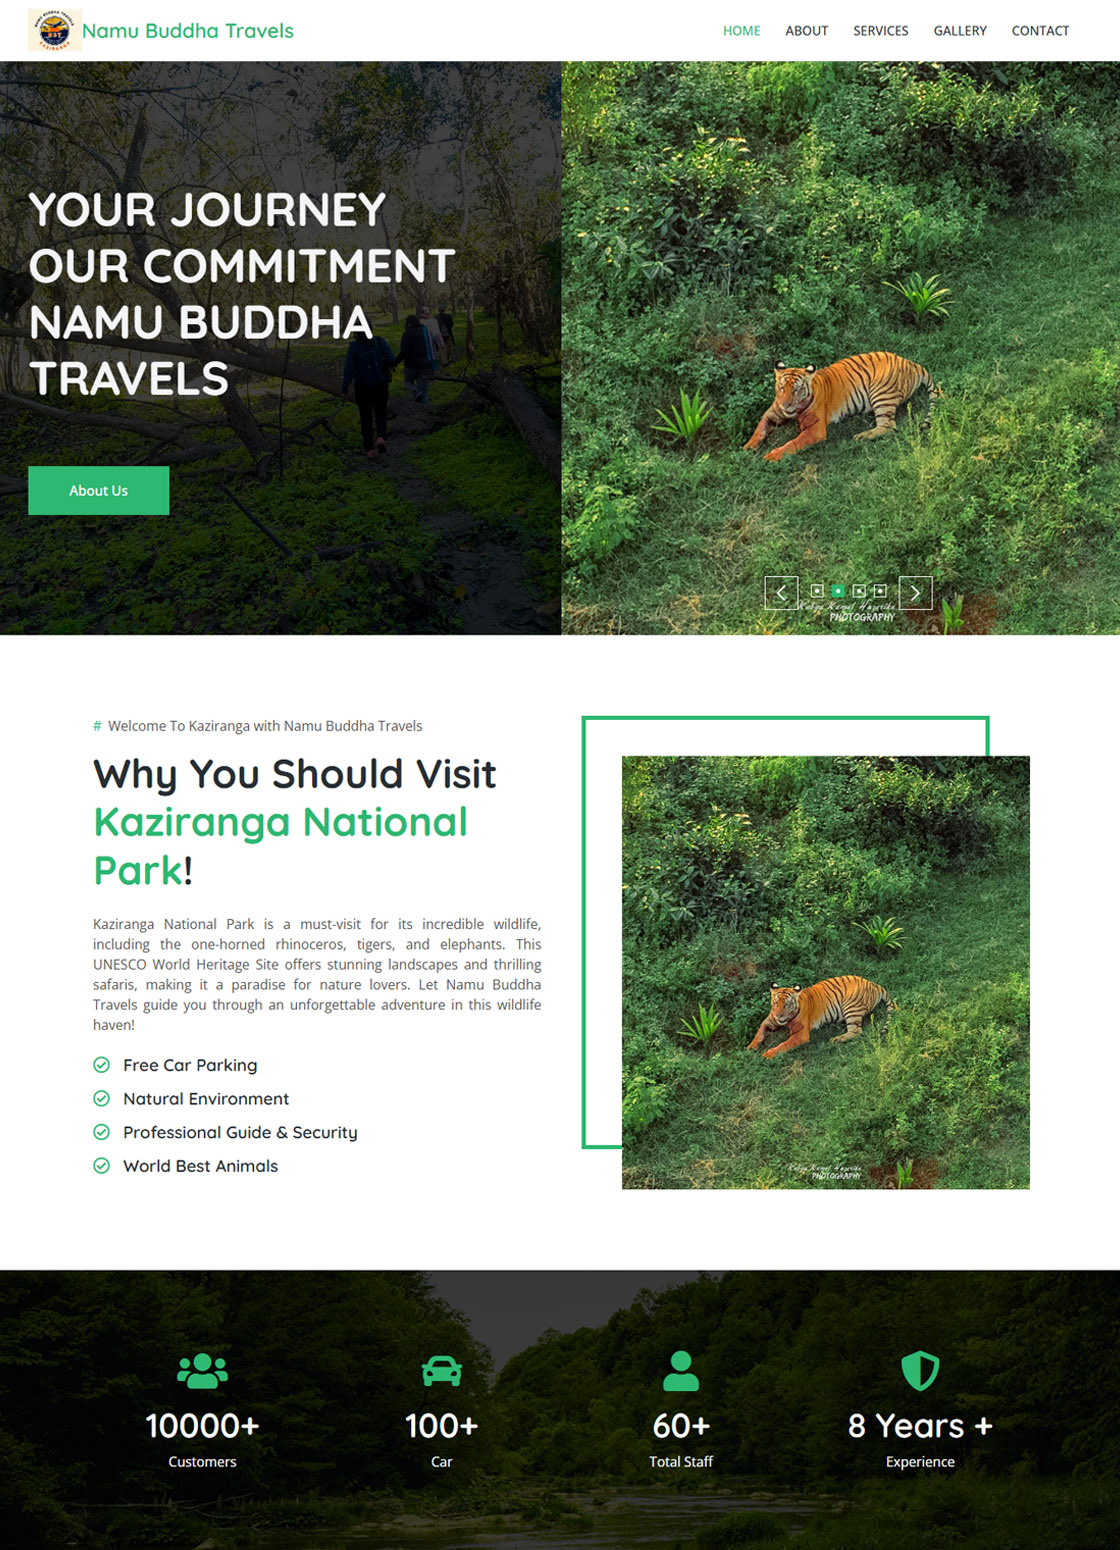 Namu Buddha Travels
HOME ABOUT SERVICES GALLERY CONTACT
YOUR JOURNEY
OUR COMMITMENT
NAMU BUDDHA
TRAVELS
About Us
PHOTOGRAPHY
# Welcome To Kaziranga with Namu Buddha Travels
Why You Should Visit
Kaziranga National
Park!
Kaziranga National Park is a must-visit for its incredible wildlife,
including the one-horned rhinoceros, tigers, and elephants. This
UNESCO World Heritage Site offers stunning landscapes and thrilling
safaris, making it a paradise for nature lovers. Let Namu Buddha
Travels guide you through an unforgettable adventure in this wildlife
haven!
Free Car Parking
Natural Environment
Professional Guide & Security
World Best Animals
PHOTOGRAPHY
10000+
Customers
100+
Car
60+
Total Staff
8 Years +
Experience